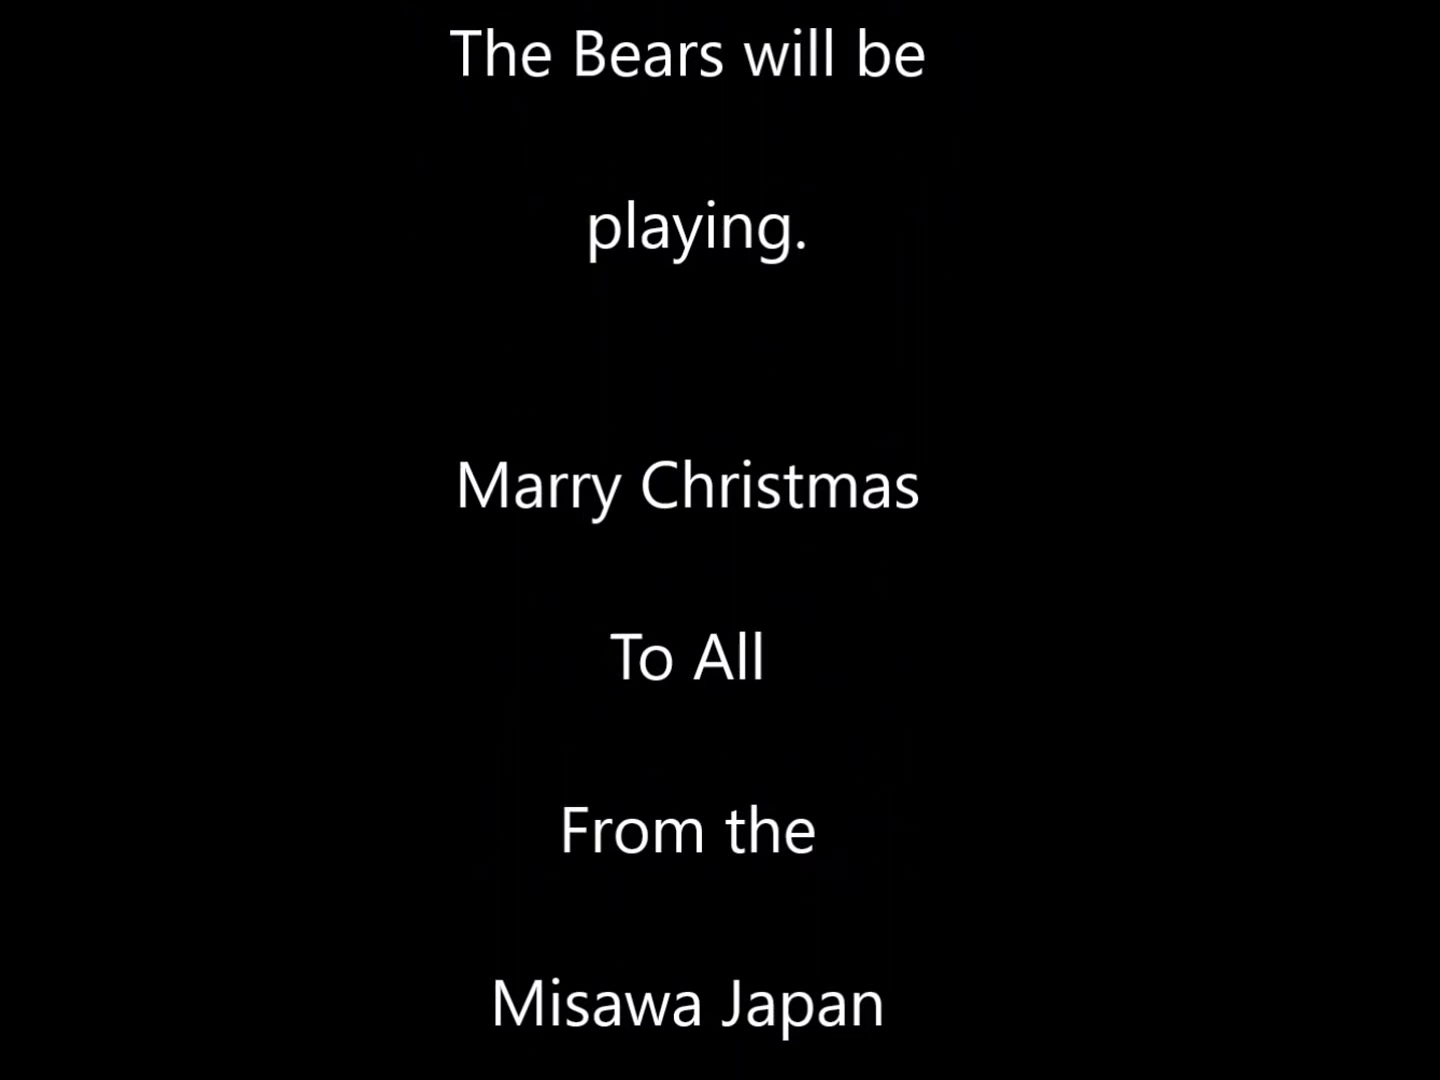 The Bears will be
playing.
Marry Christmas
To All
From the
Misawa Japan